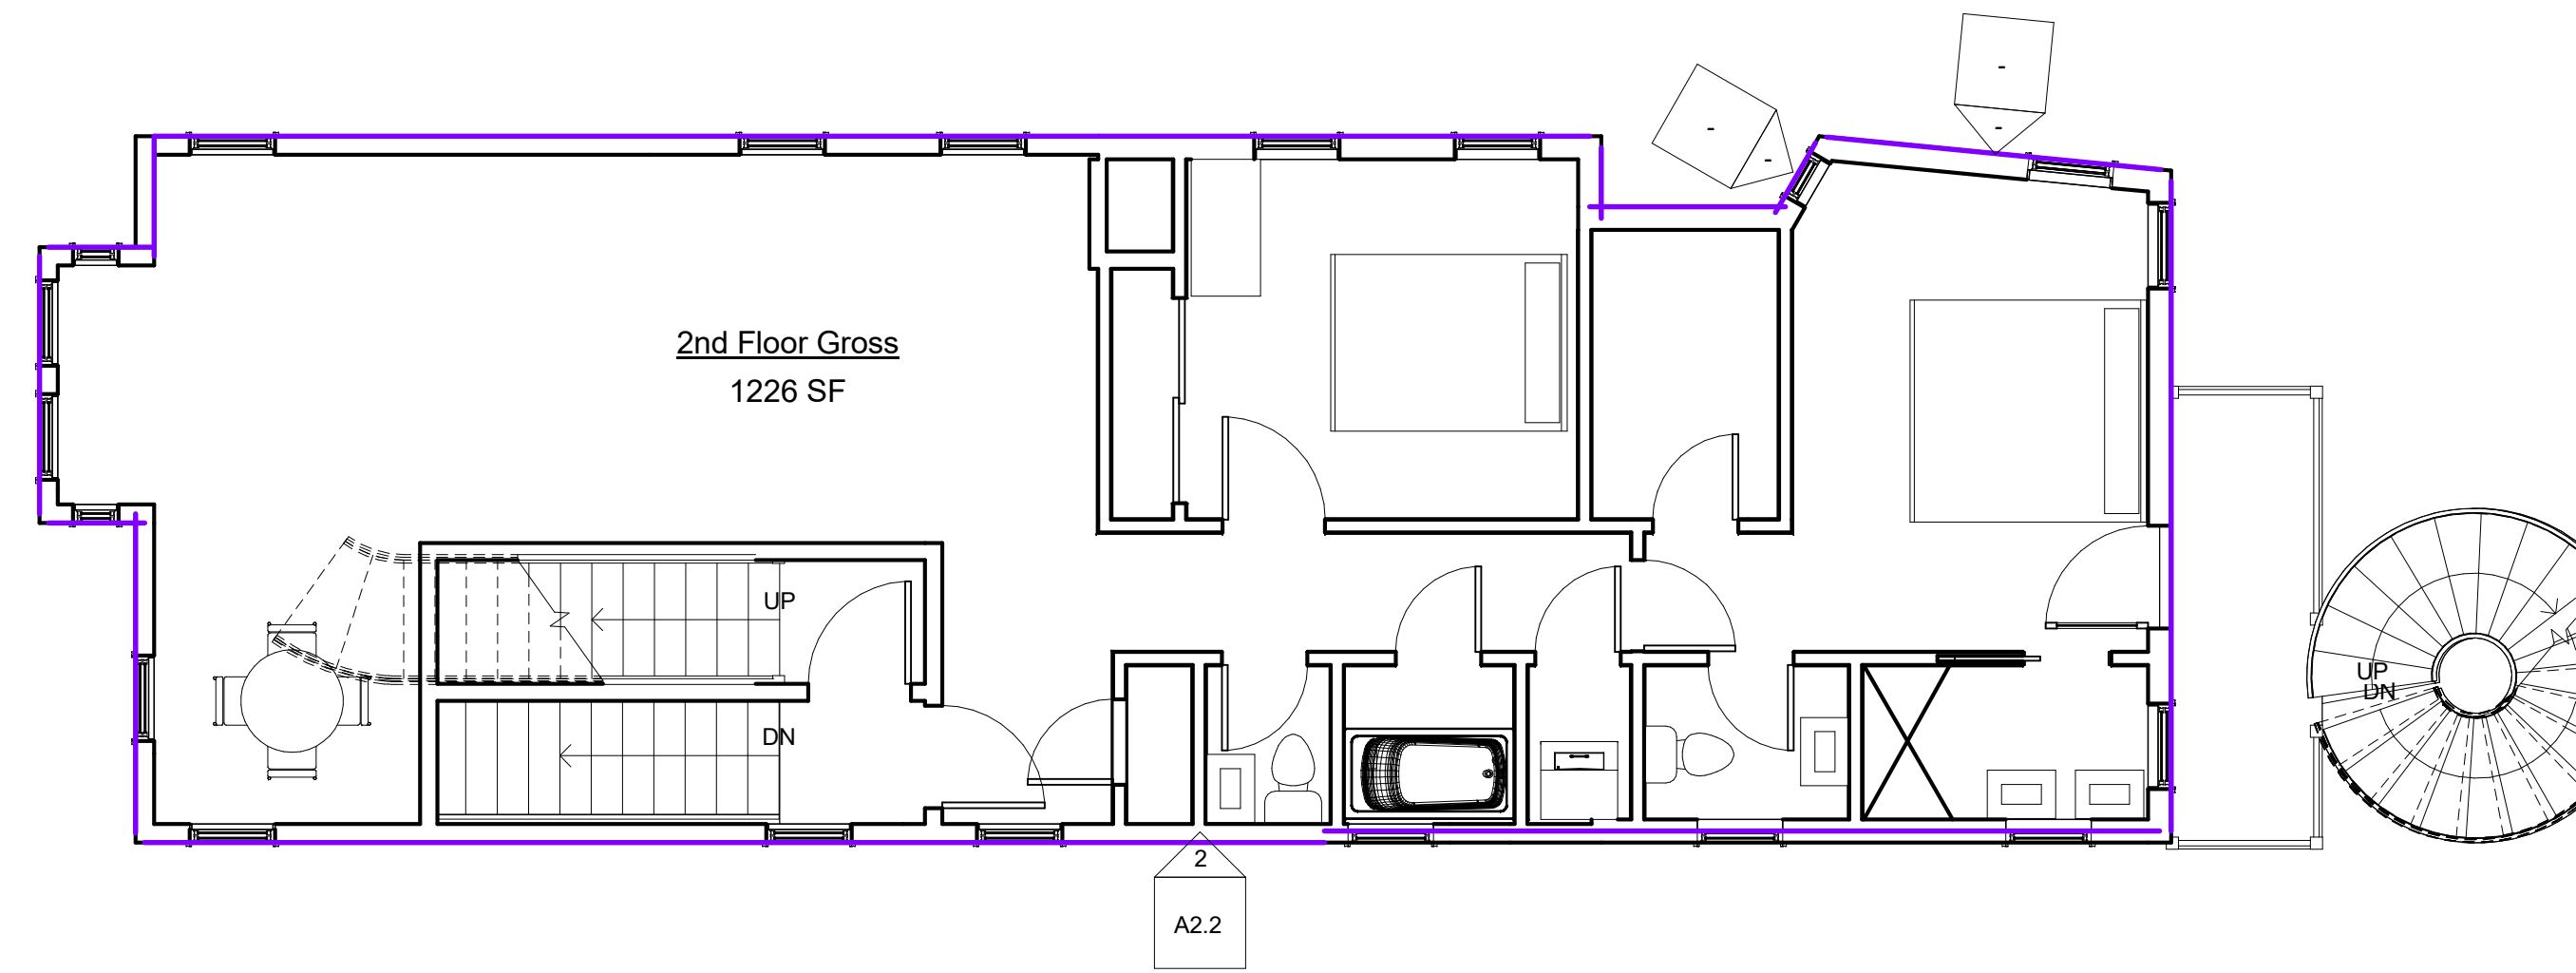 -
-
-
-
2nd Floor Gross
1226 SF
UP
DN
UP
DN
2
A2.2